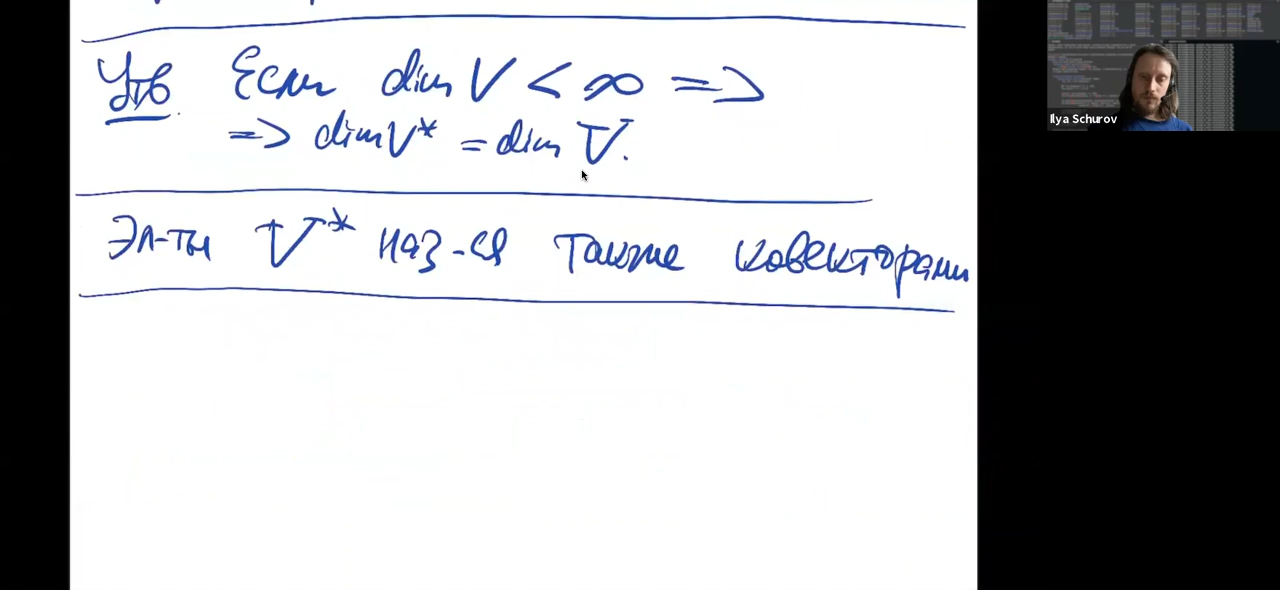 Утв Если dim V < ∞ =>
=> dim V* = dim V.
Эл-ты V* наз-ся также ковекторами
Ilya Schurov